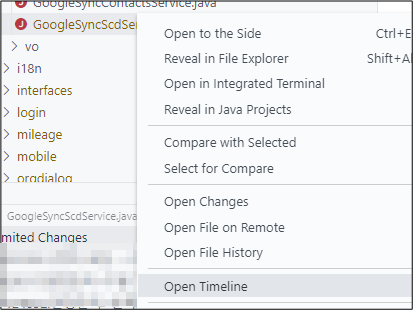 GoogleSyncContactsService.java
GoogleSyncScdSer
vo
i18n
interfaces
login
mileage
mobile
orgdialog
GoogleSyncScdService.java
mited Changes
Open to the Side Ctrl+E
Reveal in File Explorer Shift+Al
Open in Integrated Terminal
Reveal in Java Projects
Compare with Selected
Select for Compare
Open Changes
Open File on Remote
Open File History
Open Timeline